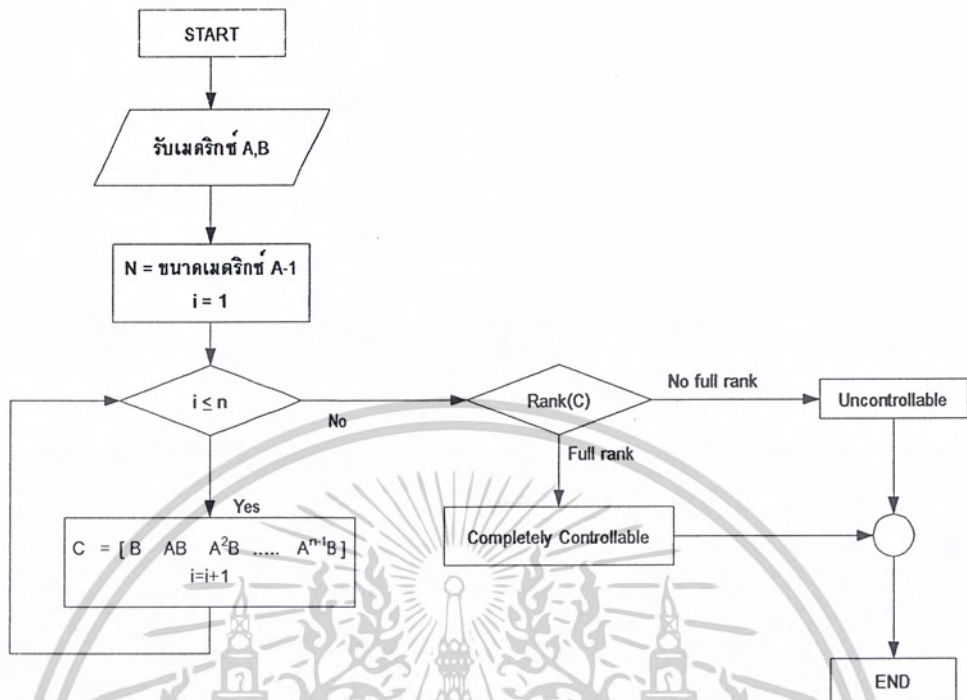 START
รับเมตริกซ์ A,B
N = ขนาดเมตริกซ์ A-1
i = 1
i ≤ n
No
Yes
C = [ B AB A²B ..... Aⁿ⁻¹B ]
i=i+1
Rank(C)
No full rank
Full rank
Uncontrollable
Completely Controllable
END